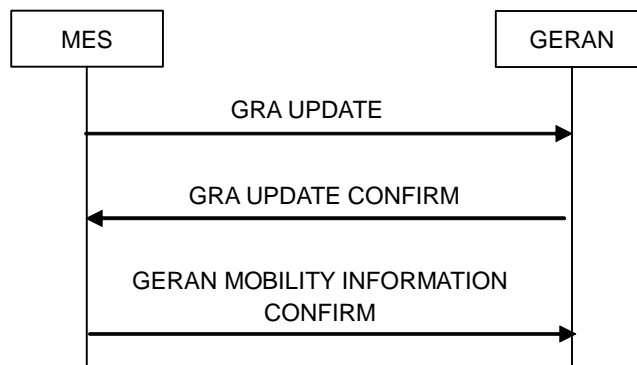 MES
GERAN
GRA UPDATE
GRA UPDATE CONFIRM
GERAN MOBILITY INFORMATION
CONFIRM